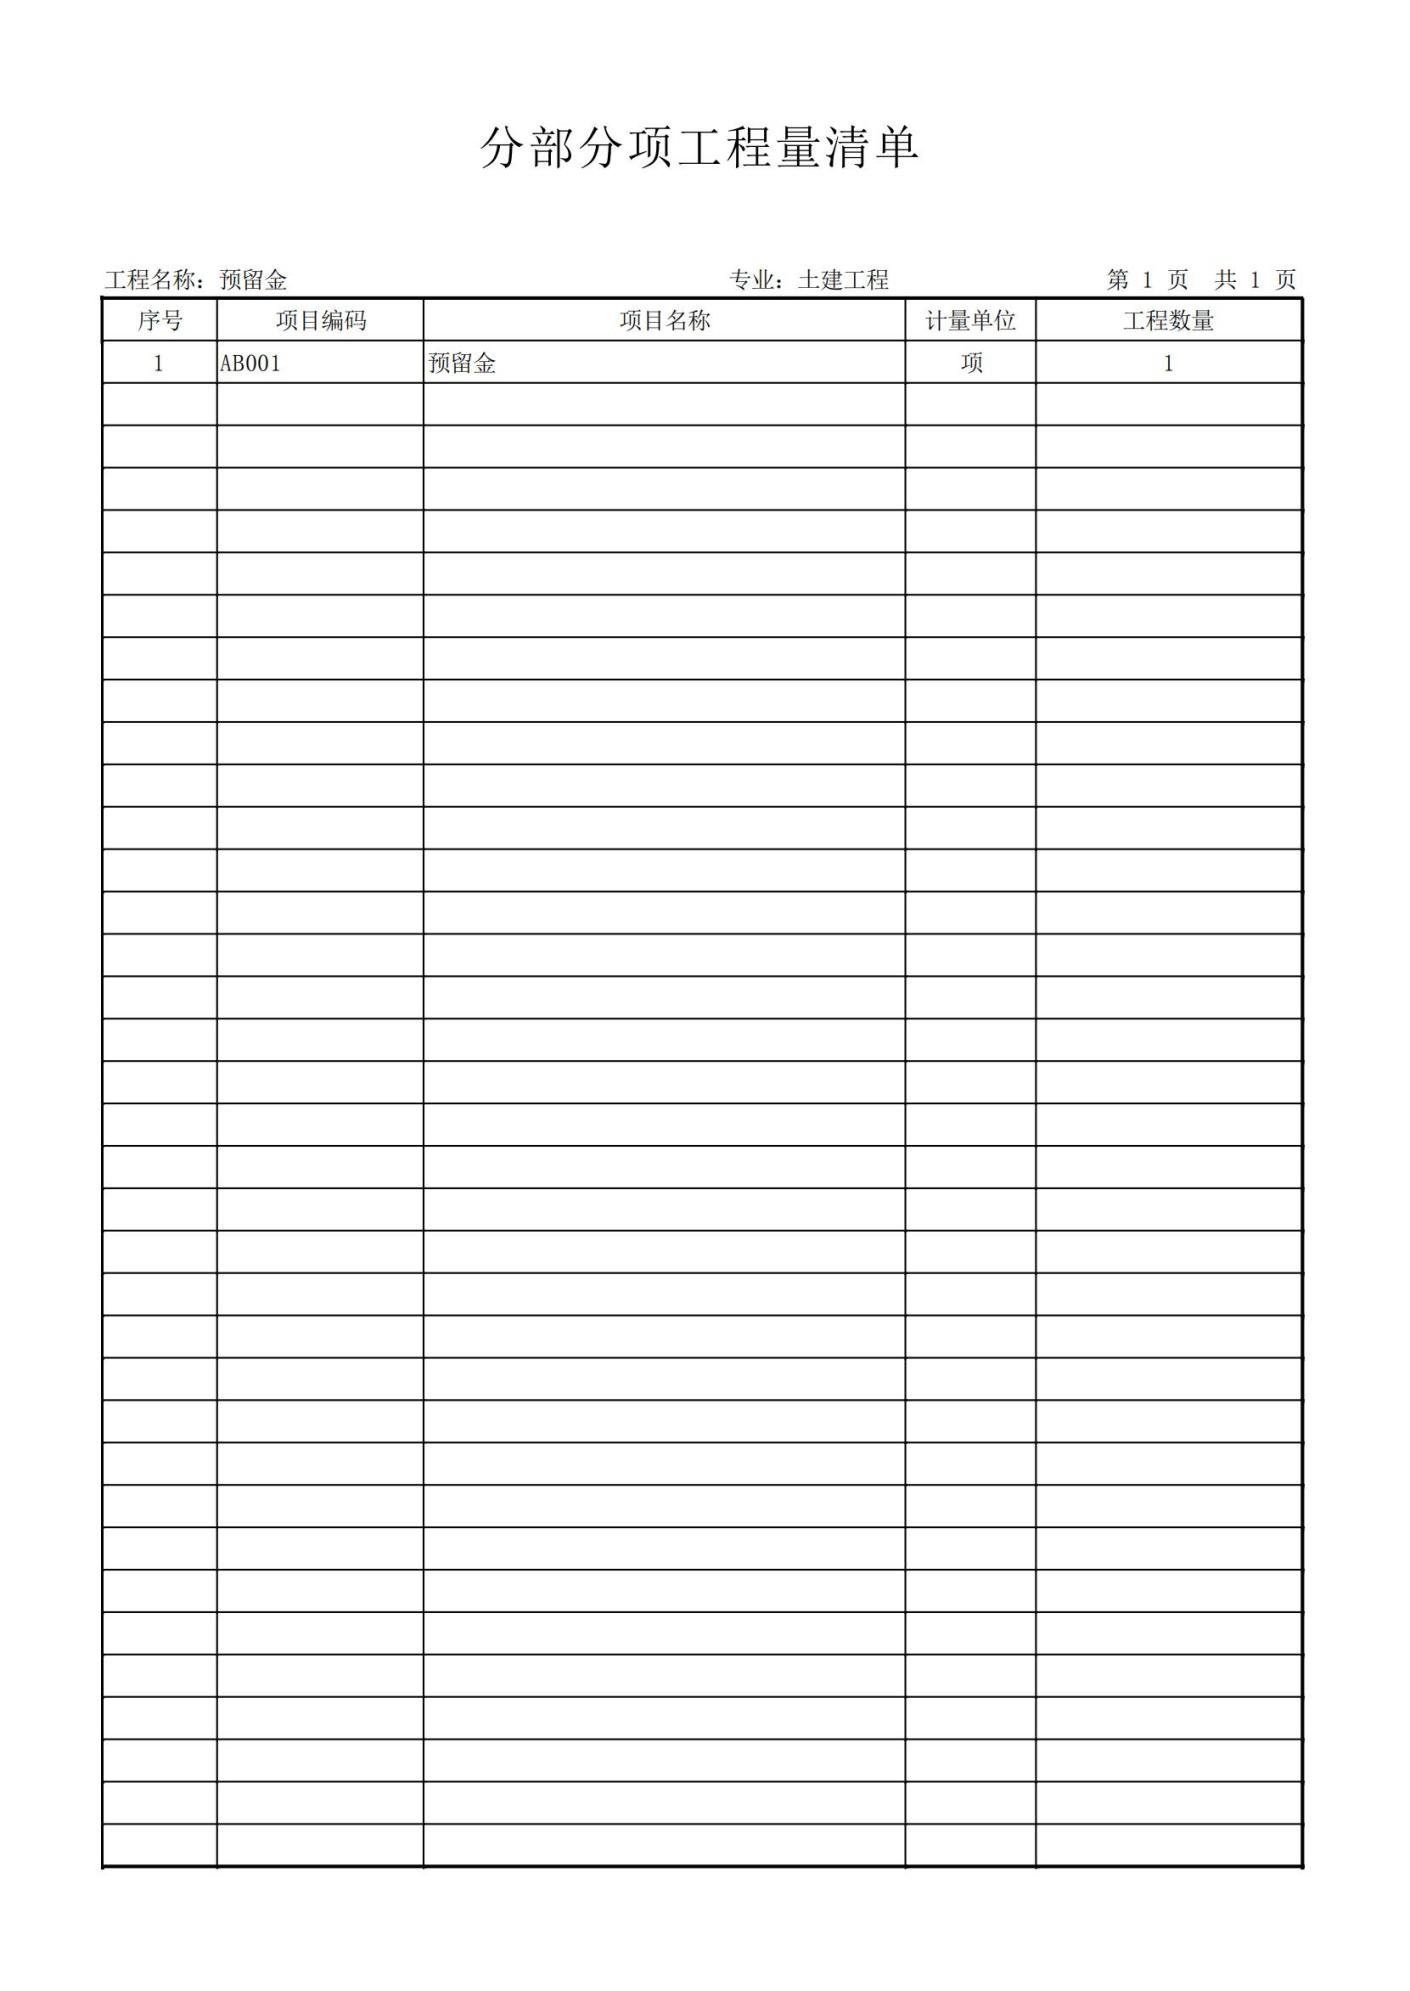 分部分项工程量清单
工程名称：预留金 专业：土建工程 第 1 页 共 1 页
序号 项目编码 项目名称 计量单位 工程数量
1 AB001 预留金 项 1